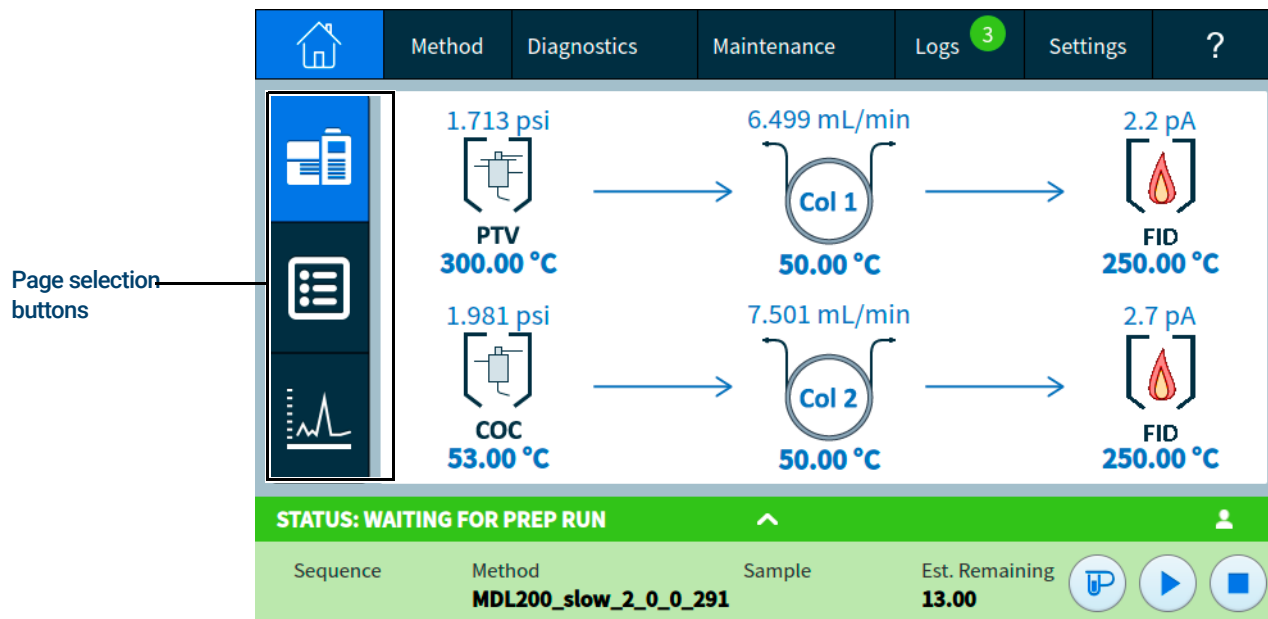 Method Diagnostics Maintenance Logs 3 Settings ?
1.713 psi 6.499 mL/min 2.2 pA
Col 1
PTV FID
300.00 °C 50.00 °C 250.00 °C
Page selection
buttons
1.981 psi 7.501 mL/min 2.7 pA
Col 2
COC FID
53.00 °C 50.00 °C 250.00 °C
STATUS: WAITING FOR PREP RUN
Sequence Method Sample Est. Remaining
MDL200_slow_2_0_0_291 13.00